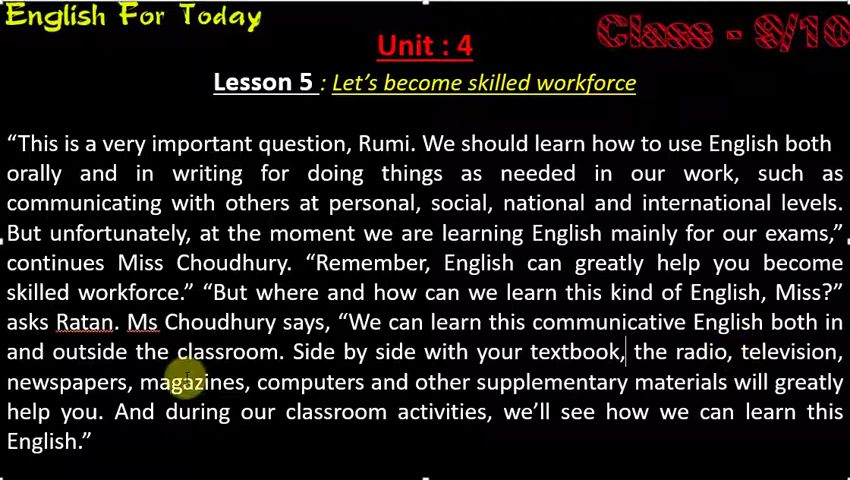 English For Today
Class - 9/10
Unit : 4
Lesson 5 : Let's become skilled workforce
“This is a very important question, Rumi. We should learn how to use English both
orally and in writing for doing things as needed in our work, such as
communicating with others at personal, social, national and international levels.
But unfortunately, at the moment we are learning English mainly for our exams,”
continues Miss Choudhury. “Remember, English can greatly help you become
skilled workforce.” “But where and how can we learn this kind of English, Miss?”
asks Ratan. Ms Choudhury says, “We can learn this communicative English both in
and outside the classroom. Side by side with your textbook, the radio, television,
newspapers, magazines, computers and other supplementary materials will greatly
help you. And during our classroom activities, we’ll see how we can learn this
English.”